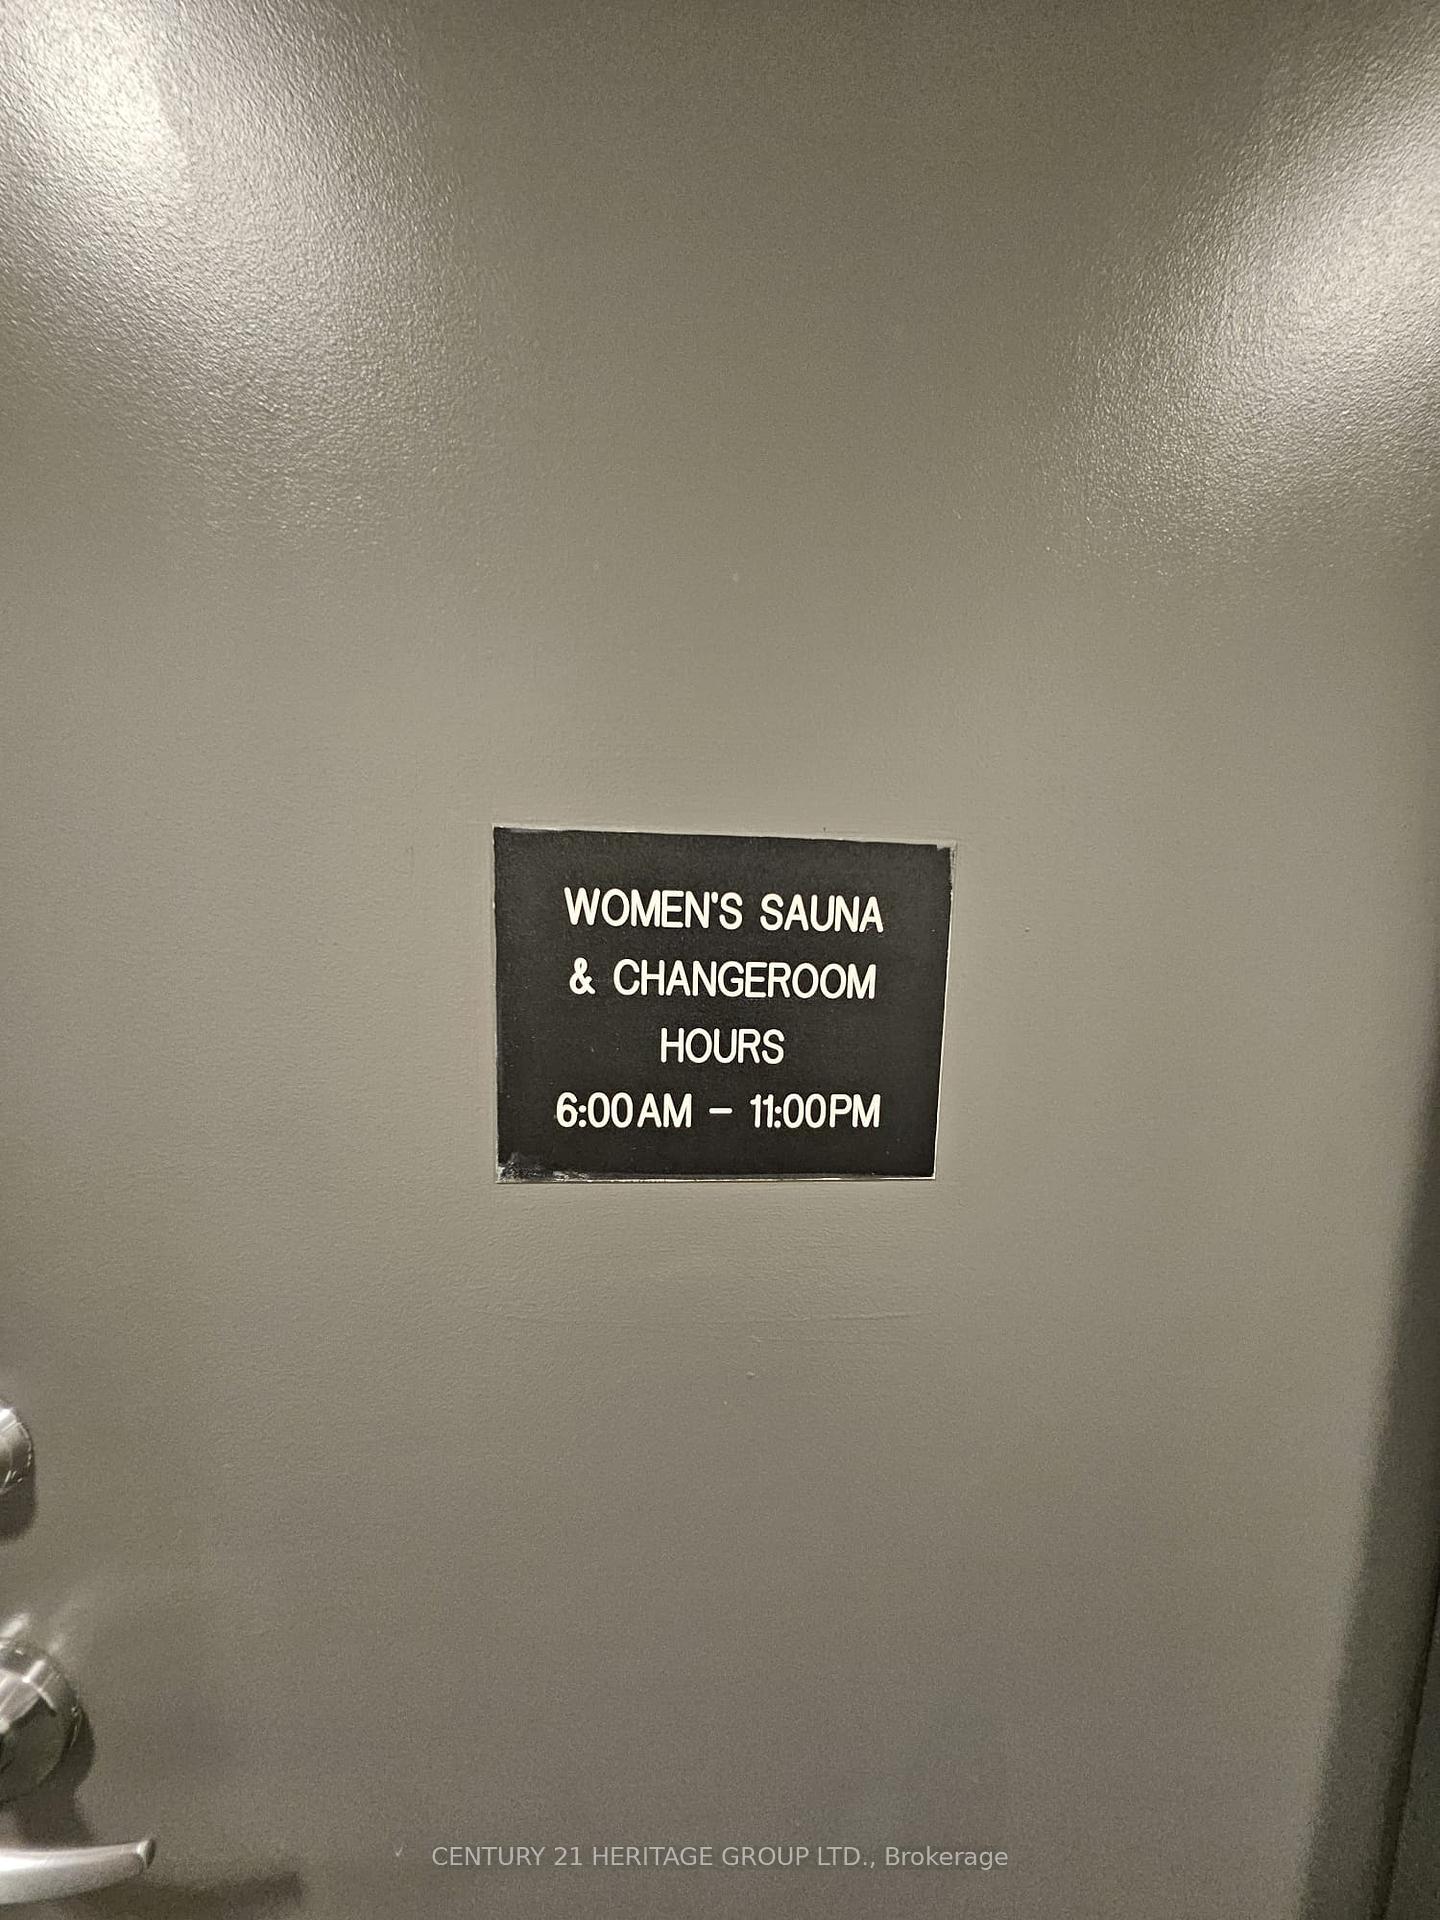 WOMEN'S SAUNA
& CHANGEROOM
HOURS
6:00AM – 11:00PM
CENTURY 21 HERITAGE GROUP LTD., Brokerage